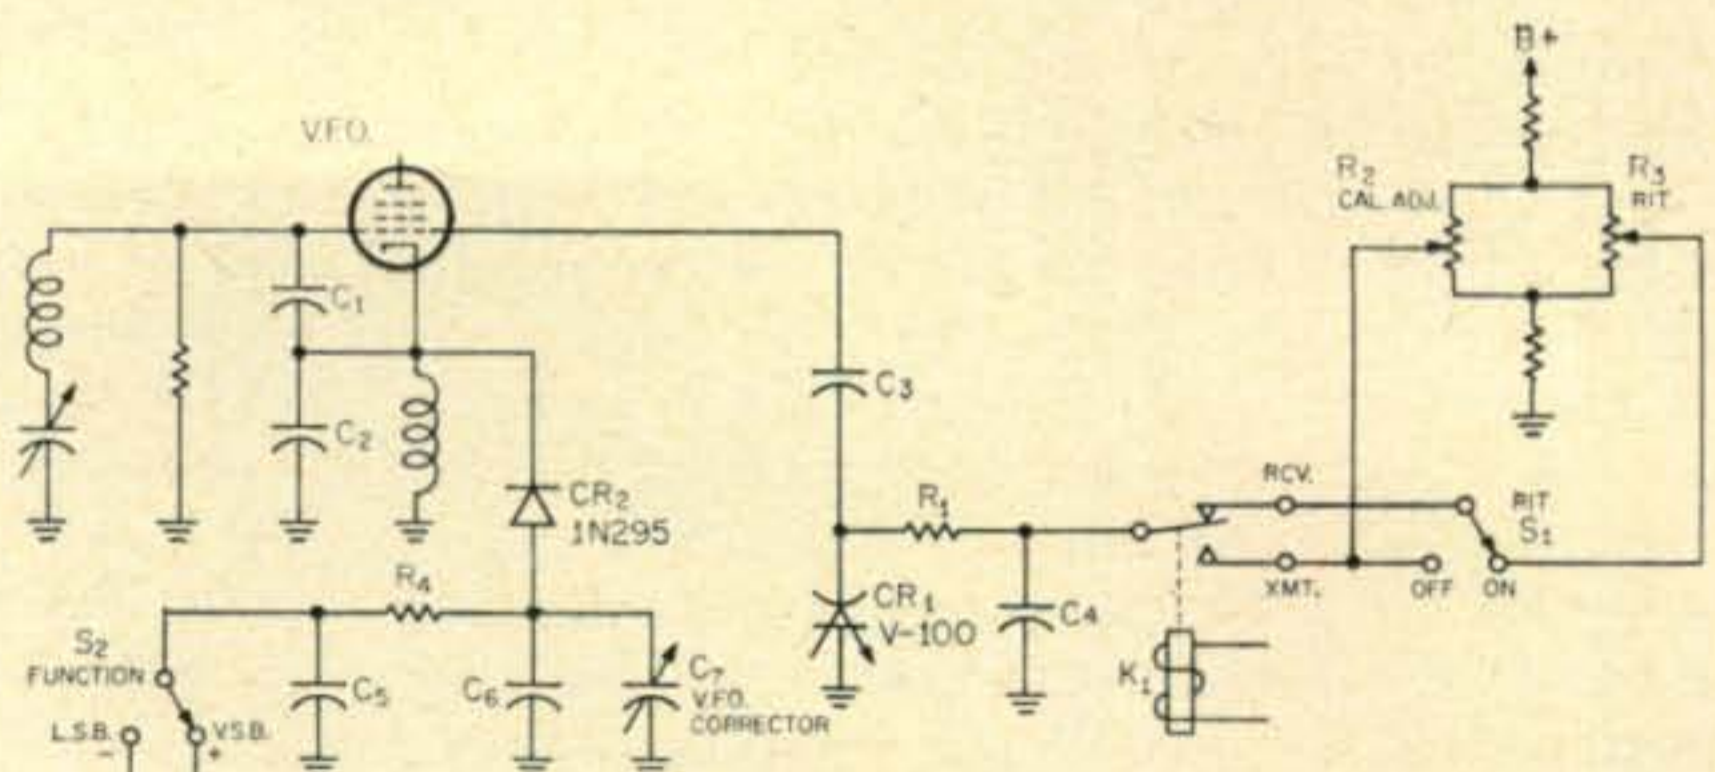 V.F.O.
B+
R2
CAL. ADJ.
R3
RIT
C1
C2
C3
CR2
1N295
R1
RCV.
RIT
S1
XMT.
OFF
ON
R4
CR1
V-100
C4
K1
S2
FUNCTION
C5
C6
C7
V.F.O.
CORRECTOR
L.S.B.
V.S.B.
-
+